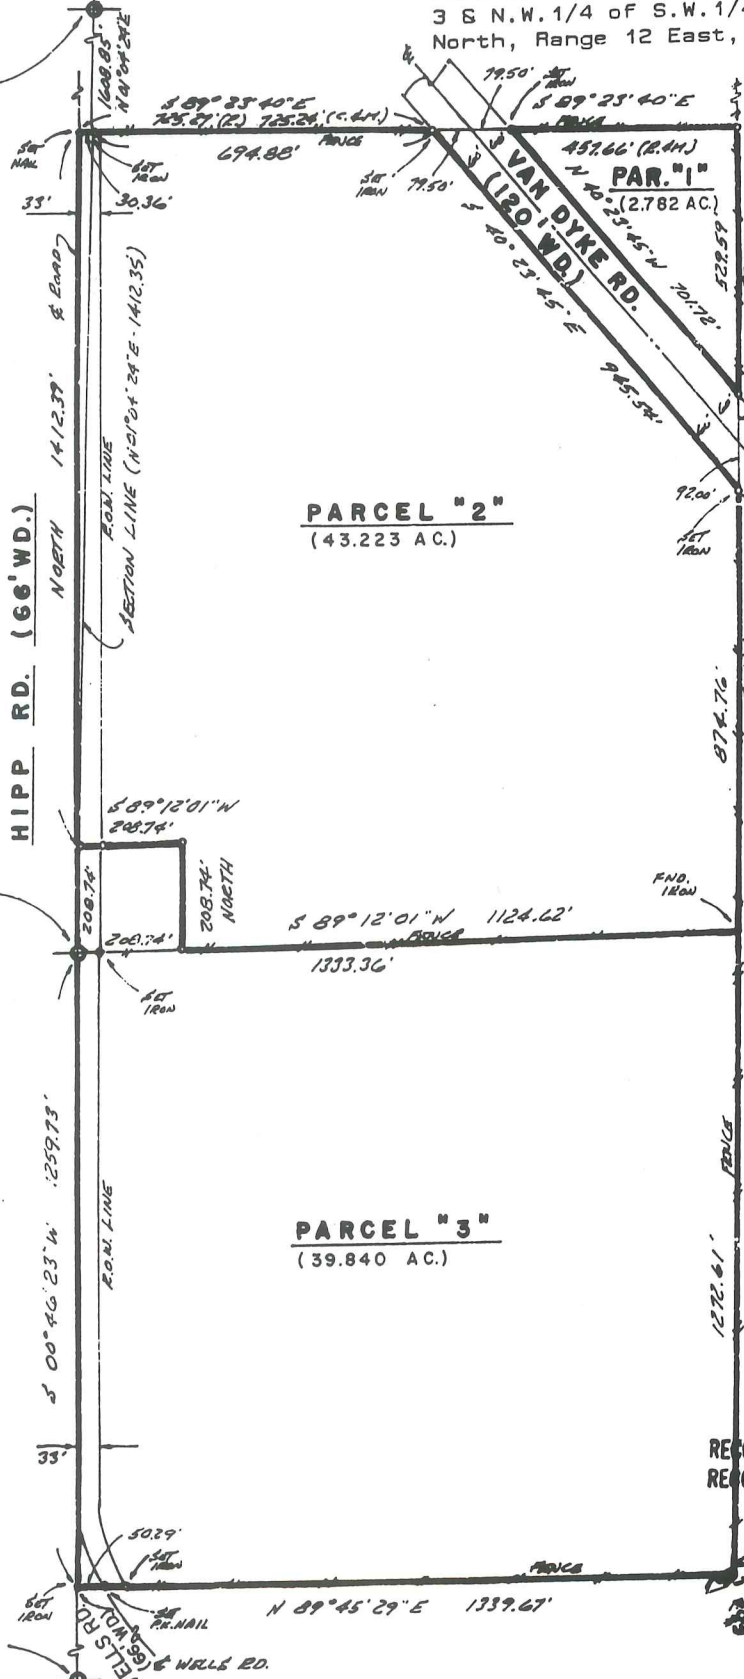 3 & N.W. 1/4 of S.W. 1/4
North, Range 12 East,
1608.85'
N 01°04'24"E
79.50'
SET
IRON
S 89°23'40"E
S 89°23'40"E
725.27'(R) 725.24'(C.&M.)
FENCE
694.88'
SET
NAIL
SET
IRON
SET
IRON
79.50'
457.66' (R.&M)
PAR. "1"
(2.782 AC.)
N 40°23'45"W
701.72'
529.59'
VAN DYKE RD.
(120' WD.)
S 40°23'45"E
945.54'
33'
30.36'
℄ ROAD
NORTH 1412.39'
R.O.W. LINE
SECTION LINE (N01°04'24"E-1412.35)
HIPP RD. (66'WD.)
PARCEL "2"
(43.223 AC.)
92.00'
SET
IRON
874.76'
S 89°12'01"W
208.74'
208.74'
208.74'
NORTH
208.74'
FND.
IRON
S 89°12'01"W 1124.62'
FENCE
1333.36'
SET
IRON
S 00°46'23"W 1259.73'
R.O.W. LINE
PARCEL "3"
(39.840 AC.)
FENCE
1272.61'
33'
50.29'
SET
IRON
SET
IRON
SET
P.K. NAIL
FENCE
N 89°45'29"E 1339.67'
(66'WD)
℄ WELLS RD.